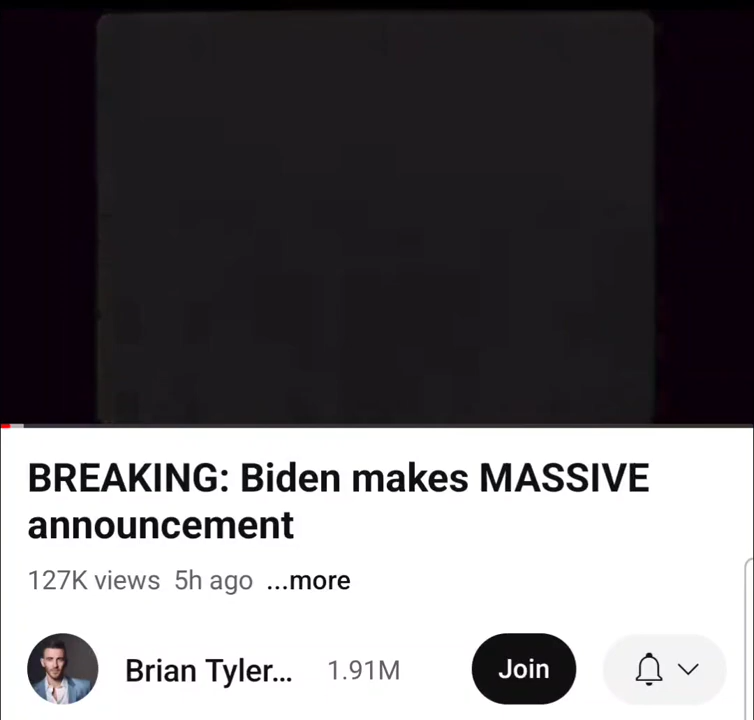 BREAKING: Biden makes MASSIVE
announcement
127K views 5h ago ...more
Brian Tyler... 1.91M Join